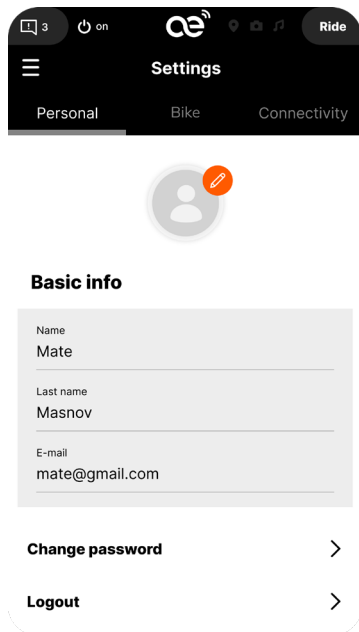 3 on Ride
Settings
Personal Bike Connectivity
Basic info
Name
Mate
Last name
Masnov
E-mail
mate@gmail.com
Change password
Logout